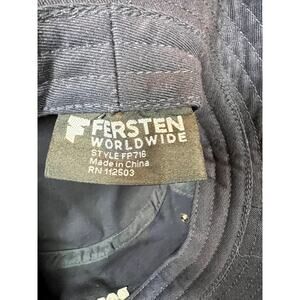 FERSTEN
WORLDWIDE
STYLE FP716
Made in China
RN 112503